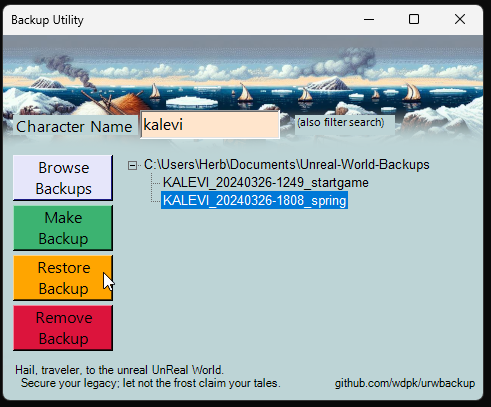 Backup Utility
Character Name
kalevi
(also filter search)
Browse
Backups
Make
Backup
Restore
Backup
Remove
Backup
C:\Users\Herb\Documents\Unreal-World-Backups
KALEVI_20240326-1249_startgame
KALEVI_20240326-1808_spring
Hail, traveler, to the unreal UnReal World.
Secure your legacy; let not the frost claim your tales.
github.com/wdpk/urwbackup